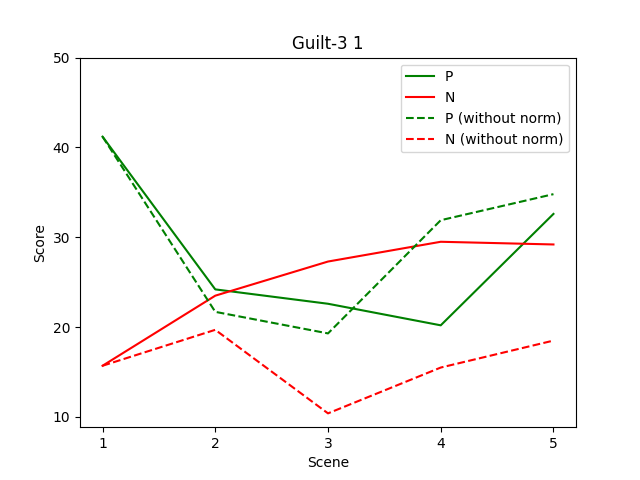 Guilt-3 1
50
40
30
20
10
Score
P
N
P (without norm)
N (without norm)
1 2 3 4 5
Scene